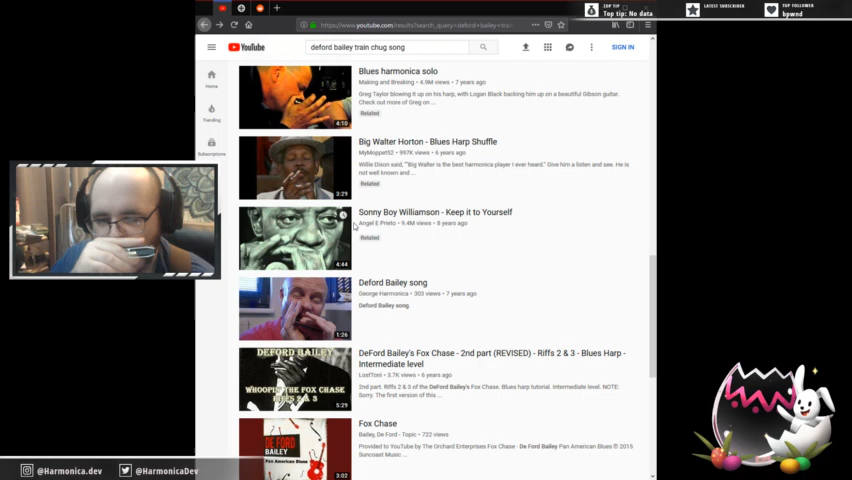 TOP TIP
Top tip: No data
LATEST SUBSCRIBER
TOP FOLLOWER
bpwnd
https://www.youtube.com/results?search_query=deford+bailey+trai
YouTube
deford bailey train chug song
SIGN IN
Home
Trending
Subscriptions
Blues harmonica solo
Making and Breaking • 4.9M views • 7 years ago
Greg Taylor blowing it up on his harp, with Logan Black backing him up on a beautiful Gibson guitar.
Check out more of Greg on ...
Related
4:10
Big Walter Horton - Blues Harp Shuffle
MyMoppet52 • 997K views • 6 years ago
Willie Dixon said, "'Big Walter is the best harmonica player I ever heard." Give him a listen and see. He is
not well known and ...
Related
3:29
Sonny Boy Williamson - Keep it to Yourself
Angel E Prieto • 9.4M views • 8 years ago
Related
4:44
Deford Bailey song
George Harmonica • 303 views • 7 years ago
Deford Bailey song.
1:26
DeFord Bailey's Fox Chase - 2nd part (REVISED) - Riffs 2 & 3 - Blues Harp -
Intermediate level
LostToni • 3.7K views • 6 years ago
2nd part. Riffs 2 & 3 of the DeFord Bailey's Fox Chase. Blues harp tutorial. Intermediate level. NOTE:
Sorry. The first version of this ...
DEFORD BAILEY
WHOOPIN' THE FOX CHASE
RIFFS 2 & 3
5:29
Fox Chase
Bailey, De Ford - Topic • 722 views
Provided to YouTube by The Orchard Enterprises Fox Chase · De Ford Bailey Pan American Blues ℗ 2015
Suncoast Music ...
DE FORD
BAILEY
Pan American Blues
3:02
@Harmonica.dev
@HarmonicaDev